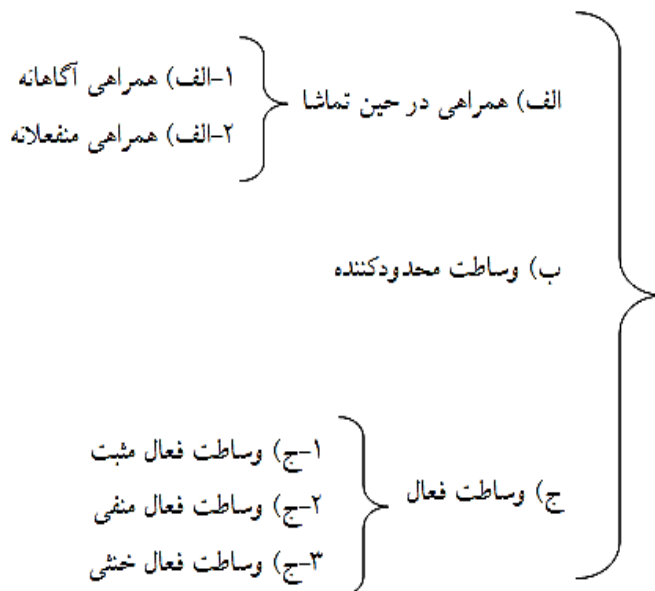 الف) همراهی در حین تماشا
۱-الف) همراهی آگاهانه
۲-الف) همراهی منفعلانه
ب) وساطت محدودکننده
ج) وساطت فعال
۱-ج) وساطت فعال مثبت
۲-ج) وساطت فعال منفی
۳-ج) وساطت فعال خنثی